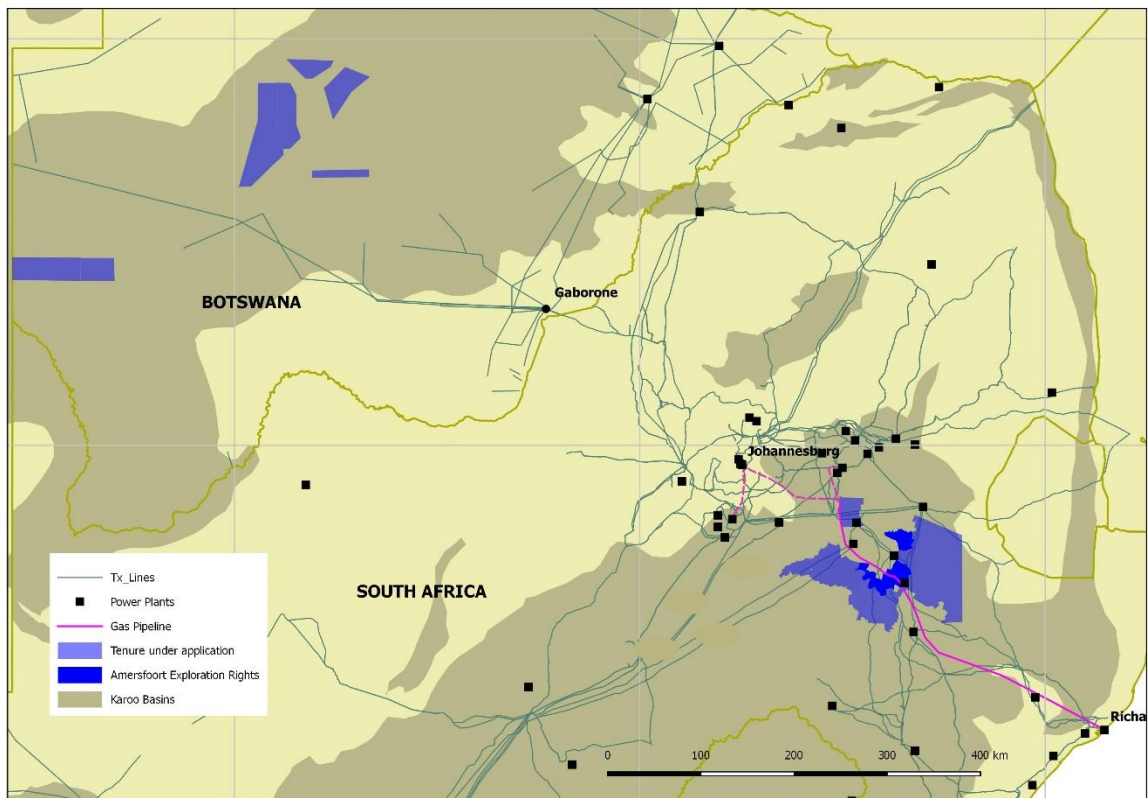 Gaborone
BOTSWANA
Johannesburg
SOUTH AFRICA
Tx_Lines
Power Plants
Gas Pipeline
Tenure under application
Amersfoort Exploration Rights
Karoo Basins
Richa
0 100 200 300 400 km